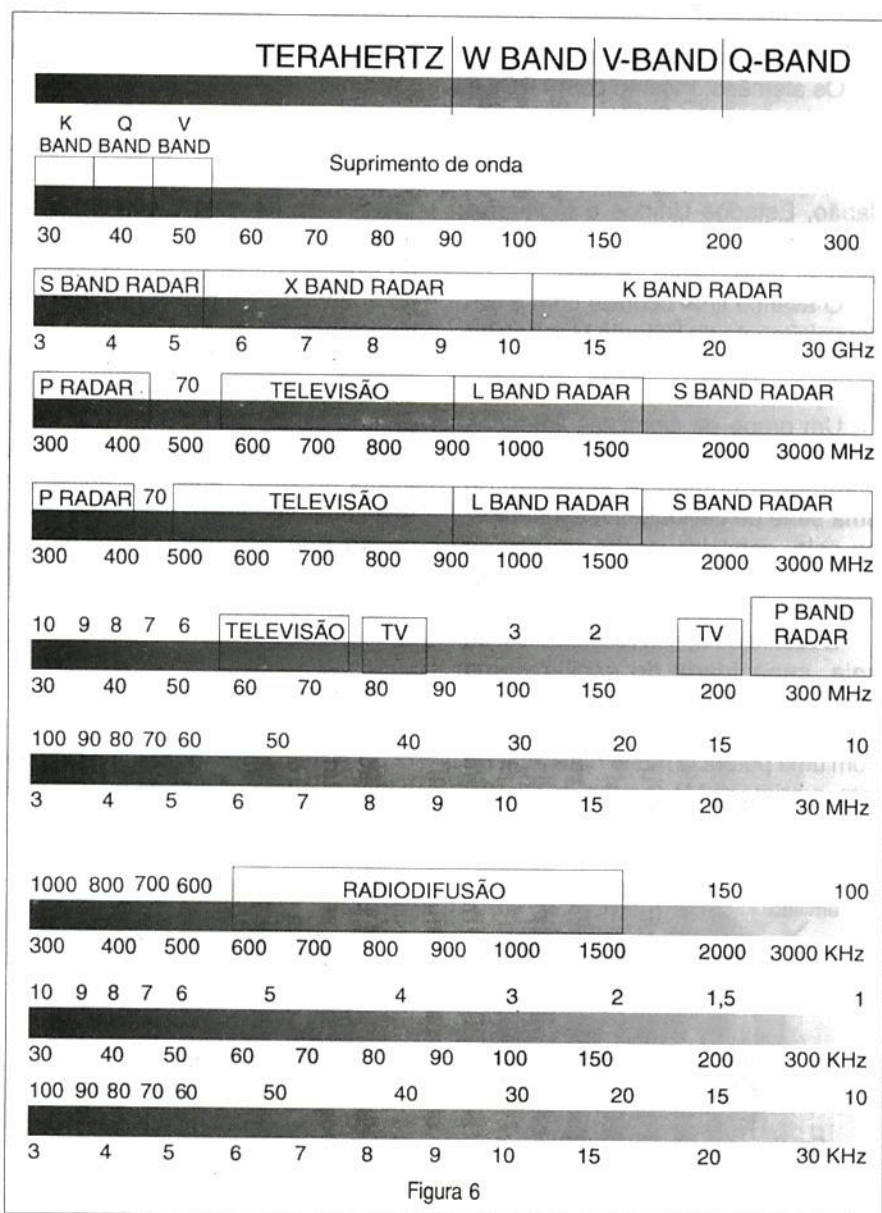 TERAHERTZ W BAND V-BAND Q-BAND
K Q V
BAND BAND BAND
Suprimento de onda
30 40 50 60 70 80 90 100 150 200 300
S BAND RADAR X BAND RADAR K BAND RADAR
3 4 5 6 7 8 9 10 15 20 30 GHz
P RADAR 70 TELEVISÃO L BAND RADAR S BAND RADAR
300 400 500 600 700 800 900 1000 1500 2000 3000 MHz
P RADAR 70 TELEVISÃO L BAND RADAR S BAND RADAR
300 400 500 600 700 800 900 1000 1500 2000 3000 MHz
10 9 8 7 6 TELEVISÃO TV 3 2 TV P BAND RADAR
30 40 50 60 70 80 90 100 150 200 300 MHz
100 90 80 70 60 50 40 30 20 15 10
3 4 5 6 7 8 9 10 15 20 30 MHz
1000 800 700 600 RADIODIFUSÃO 150 100
300 400 500 600 700 800 900 1000 1500 2000 3000 KHz
10 9 8 7 6 5 4 3 2 1,5 1
30 40 50 60 70 80 90 100 150 200 300 KHz
100 90 80 70 60 50 40 30 20 15 10
3 4 5 6 7 8 9 10 15 20 30 KHz
Figura 6